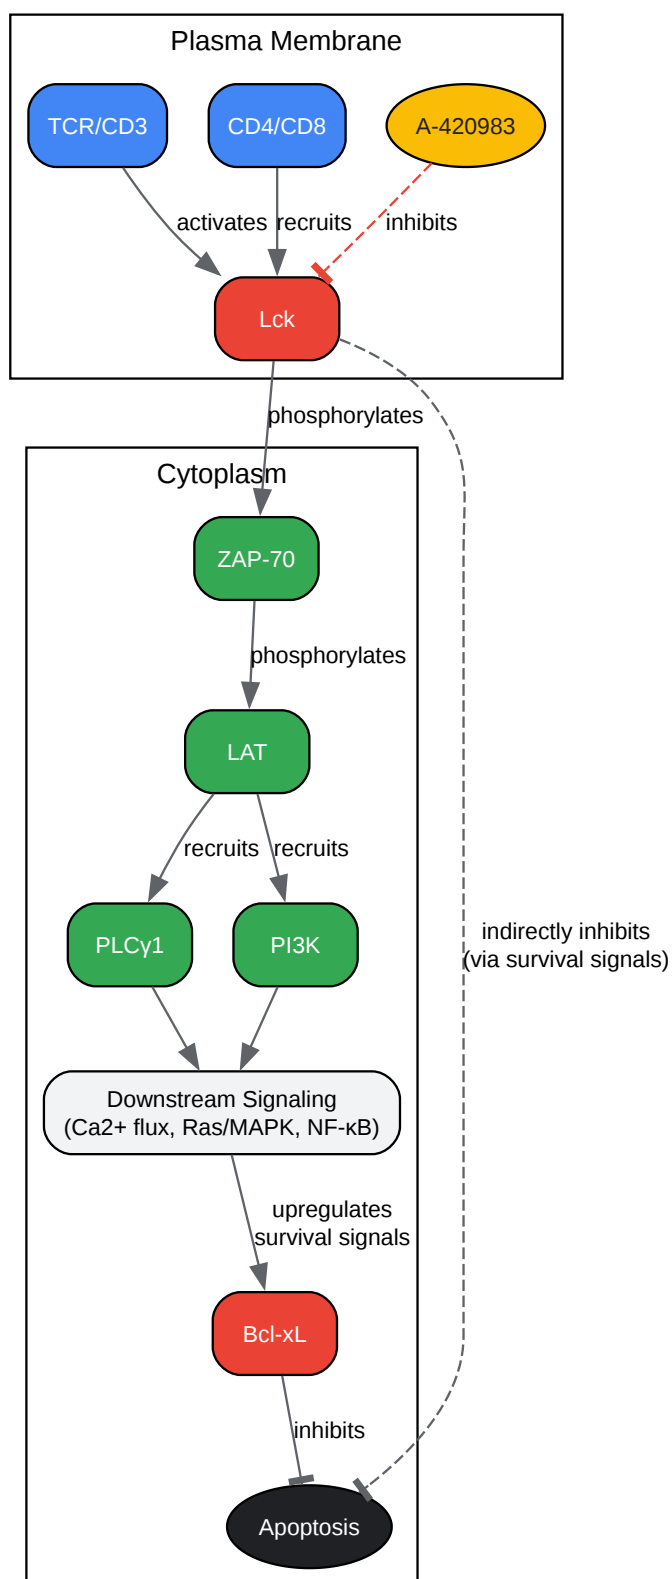 Plasma Membrane
TCR/CD3
CD4/CD8
A-420983
activates
recruits
inhibits
Lck
phosphorylates
Cytoplasm
ZAP-70
phosphorylates
LAT
recruits
recruits
PLCγ1
PI3K
indirectly inhibits
(via survival signals)
Downstream Signaling
(Ca2+ flux, Ras/MAPK, NF-κB)
upregulates
survival signals
Bcl-xL
inhibits
Apoptosis